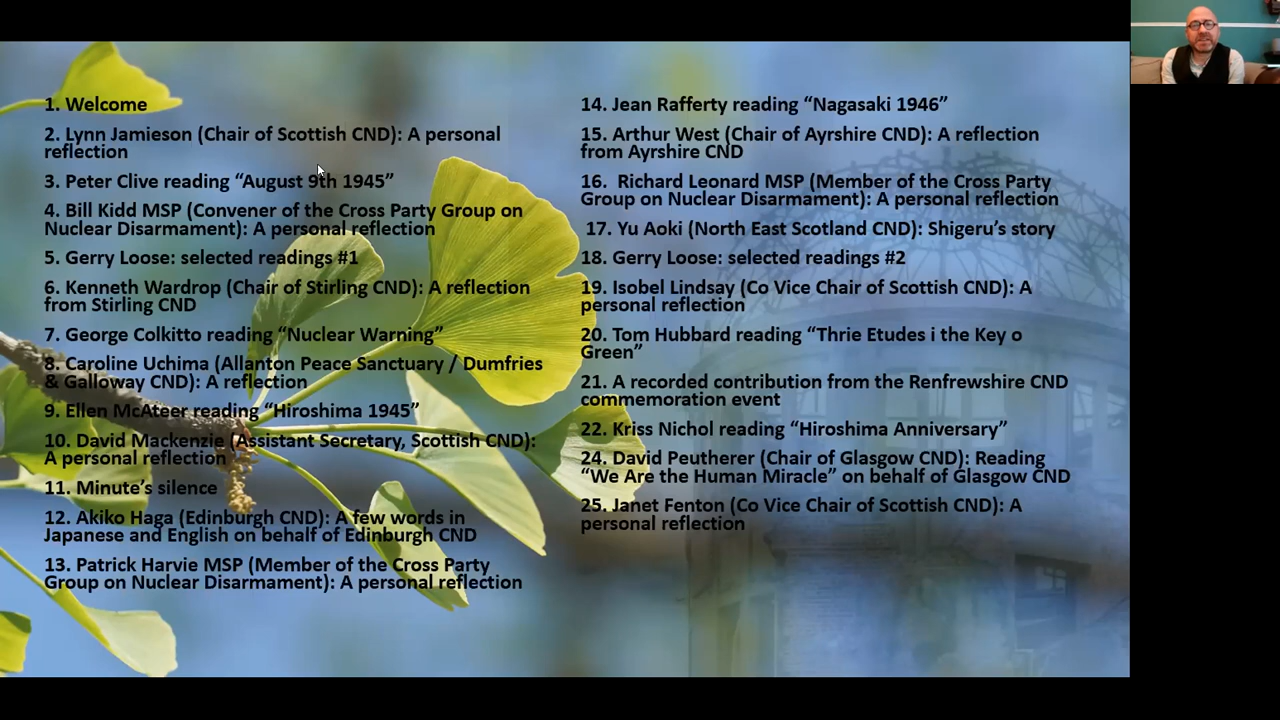 1. Welcome
2. Lynn Jamieson (Chair of Scottish CND): A personal
reflection
3. Peter Clive reading “August 9th 1945”
4. Bill Kidd MSP (Convener of the Cross Party Group on
Nuclear Disarmament): A personal reflection
5. Gerry Loose: selected readings #1
6. Kenneth Wardrop (Chair of Stirling CND): A reflection
from Stirling CND
7. George Colkitto reading “Nuclear Warning”
8. Caroline Uchima (Allanton Peace Sanctuary / Dumfries
& Galloway CND): A reflection
9. Ellen McAteer reading “Hiroshima 1945”
10. David Mackenzie (Assistant Secretary, Scottish CND):
A personal reflection
11. Minute’s silence
12. Akiko Haga (Edinburgh CND): A few words in
Japanese and English on behalf of Edinburgh CND
13. Patrick Harvie MSP (Member of the Cross Party
Group on Nuclear Disarmament): A personal reflection
14. Jean Rafferty reading “Nagasaki 1946”
15. Arthur West (Chair of Ayrshire CND): A reflection
from Ayrshire CND
16. Richard Leonard MSP (Member of the Cross Party
Group on Nuclear Disarmament): A personal reflection
17. Yu Aoki (North East Scotland CND): Shigeru’s story
18. Gerry Loose: selected readings #2
19. Isobel Lindsay (Co Vice Chair of Scottish CND): A
personal reflection
20. Tom Hubbard reading “Thrie Etudes i the Key o
Green”
21. A recorded contribution from the Renfrewshire CND
commemoration event
22. Kriss Nichol reading “Hiroshima Anniversary”
24. David Peutherer (Chair of Glasgow CND): Reading
“We Are the Human Miracle” on behalf of Glasgow CND
25. Janet Fenton (Co Vice Chair of Scottish CND): A
personal reflection